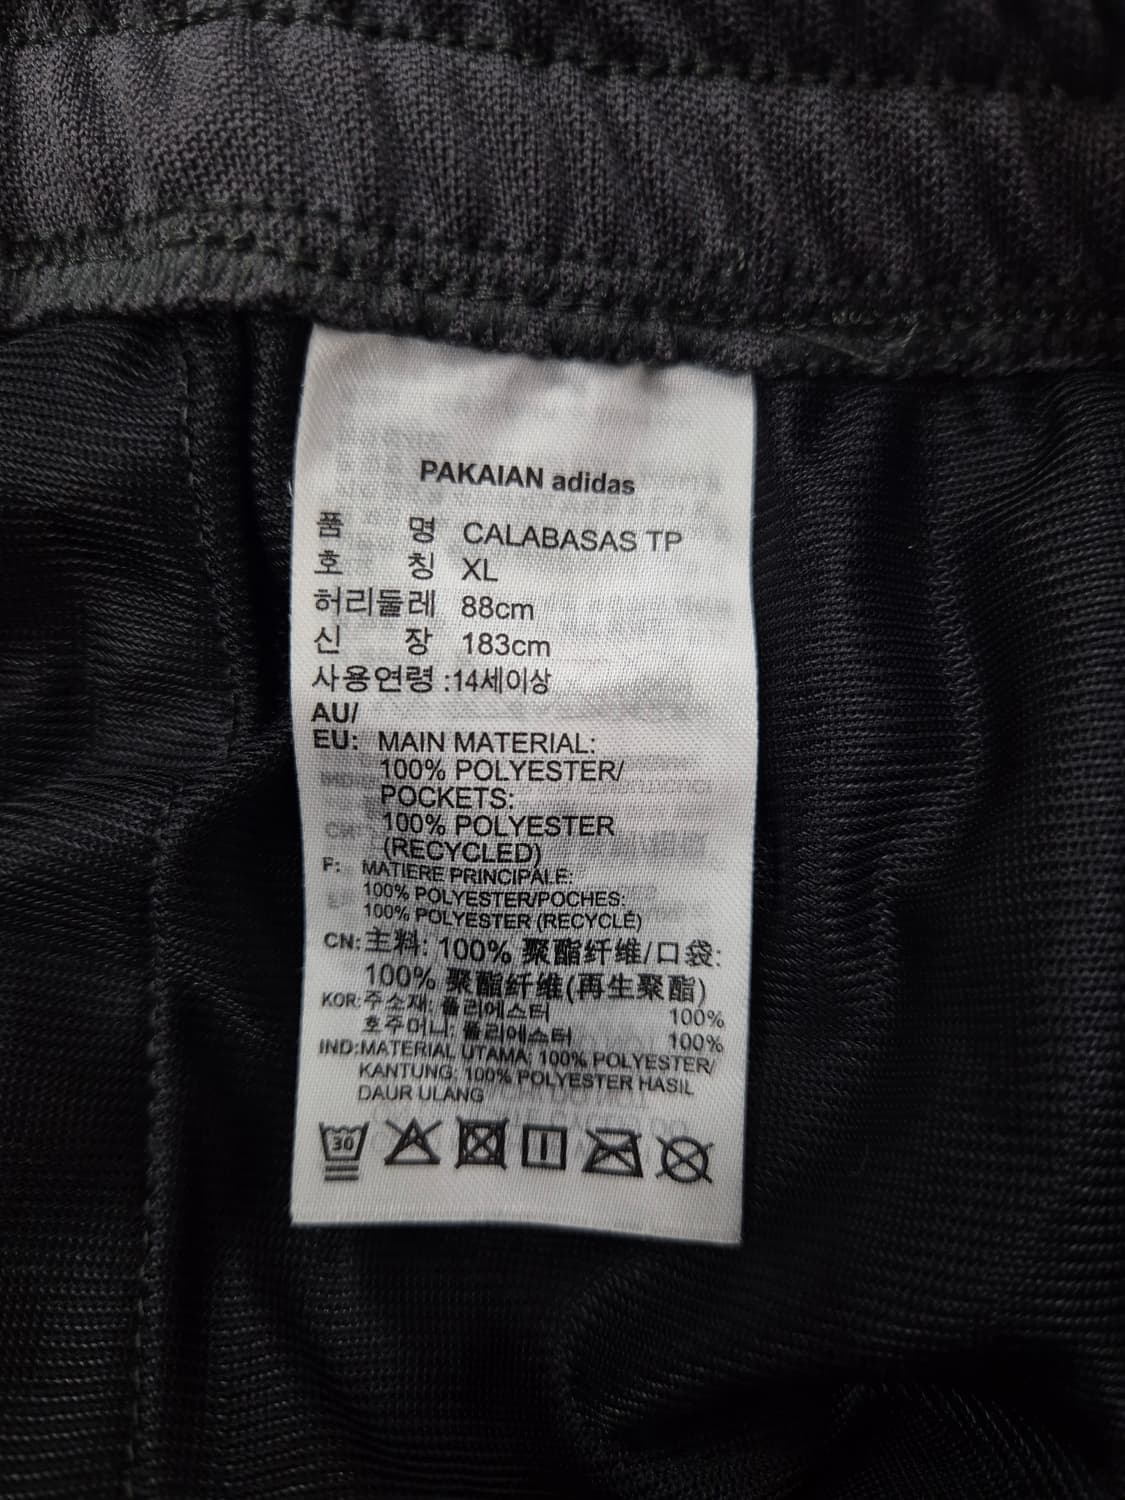 PAKAIAN adidas
품 명 CALABASAS TP
호 칭 XL
허리둘레 88cm
신 장 183cm
사용연령 :14세이상
AU/
EU: MAIN MATERIAL:
100% POLYESTER/
POCKETS:
100% POLYESTER
(RECYCLED)
F: MATIERE PRINCIPALE:
100% POLYESTER/POCHES:
100% POLYESTER (RECYCLÉ)
CN: 主料: 100% 聚酯纤维/口袋:
100% 聚酯纤维(再生聚酯)
KOR: 주소재: 폴리에스터 100%
호주머니: 폴리에스터 100%
IND: MATERIAL UTAMA: 100% POLYESTER/
KANTUNG: 100% POLYESTER HASIL
DAUR ULANG
30